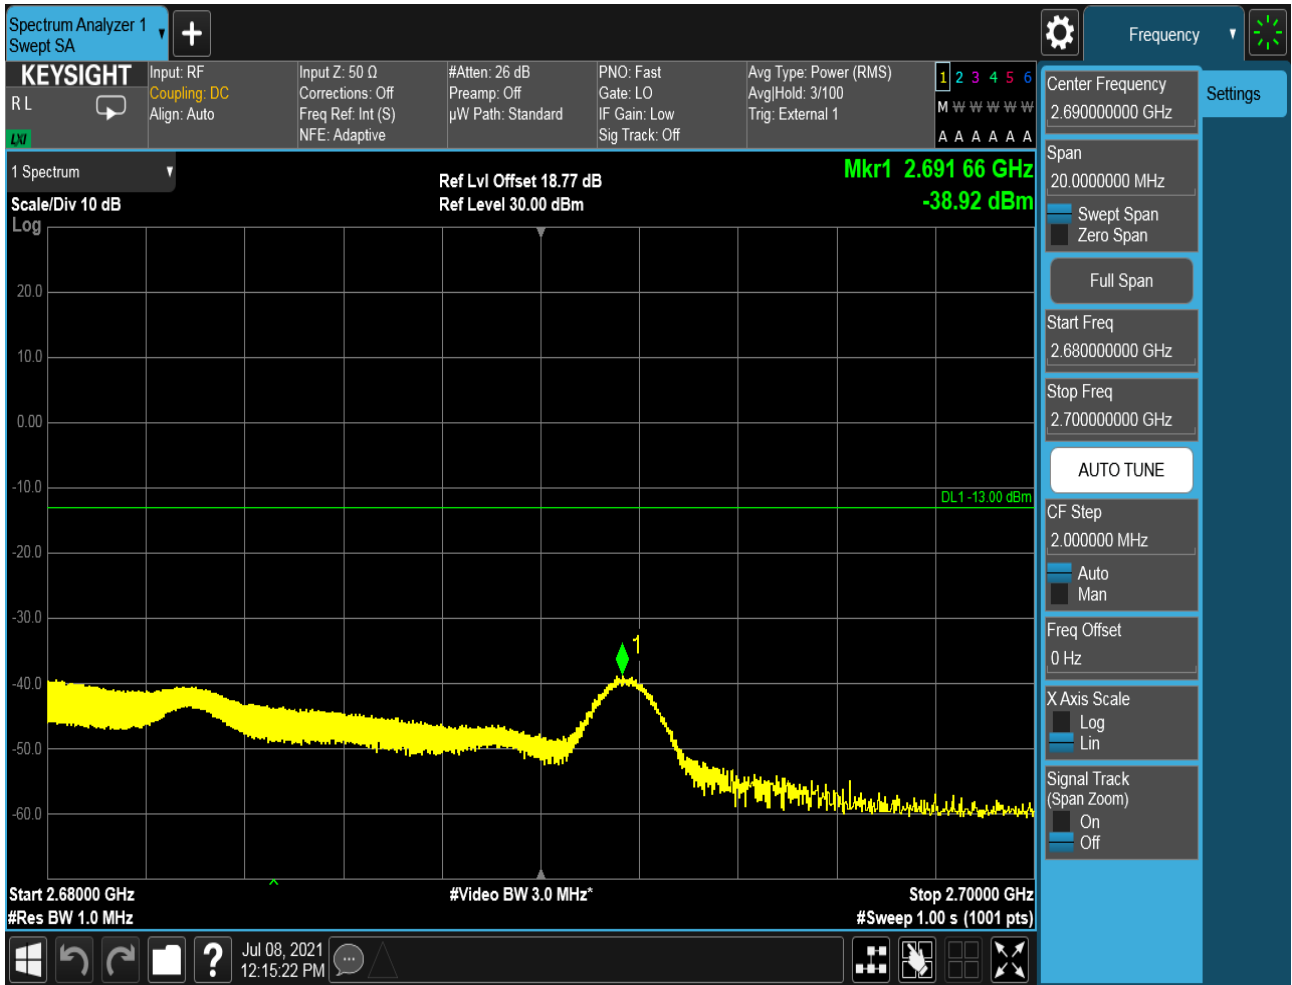 Spectrum Analyzer 1
Swept SA
Frequency
KEYSIGHT
R L
LXI
Input: RF
Coupling: DC
Align: Auto
Input Z: 50 Ω
Corrections: Off
Freq Ref: Int (S)
NFE: Adaptive
#Atten: 26 dB
Preamp: Off
µW Path: Standard
PNO: Fast
Gate: LO
IF Gain: Low
Sig Track: Off
Avg Type: Power (RMS)
Avg|Hold: 3/100
Trig: External 1
1 2 3 4 5 6
M W W W W W
A A A A A A
1 Spectrum
Scale/Div 10 dB
Log
Ref Lvl Offset 18.77 dB
Ref Level 30.00 dBm
Mkr1 2.691 66 GHz
-38.92 dBm
20.0
10.0
0.00
-10.0
-20.0
-30.0
-40.0
-50.0
-60.0
DL1 -13.00 dBm
1
Start 2.68000 GHz
#Res BW 1.0 MHz
#Video BW 3.0 MHz*
Stop 2.70000 GHz
#Sweep 1.00 s (1001 pts)
Jul 08, 2021
12:15:22 PM
Center Frequency
2.690000000 GHz
Settings
Span
20.0000000 MHz
Swept Span
Zero Span
Full Span
Start Freq
2.680000000 GHz
Stop Freq
2.700000000 GHz
AUTO TUNE
CF Step
2.000000 MHz
Auto
Man
Freq Offset
0 Hz
X Axis Scale
Log
Lin
Signal Track
(Span Zoom)
On
Off